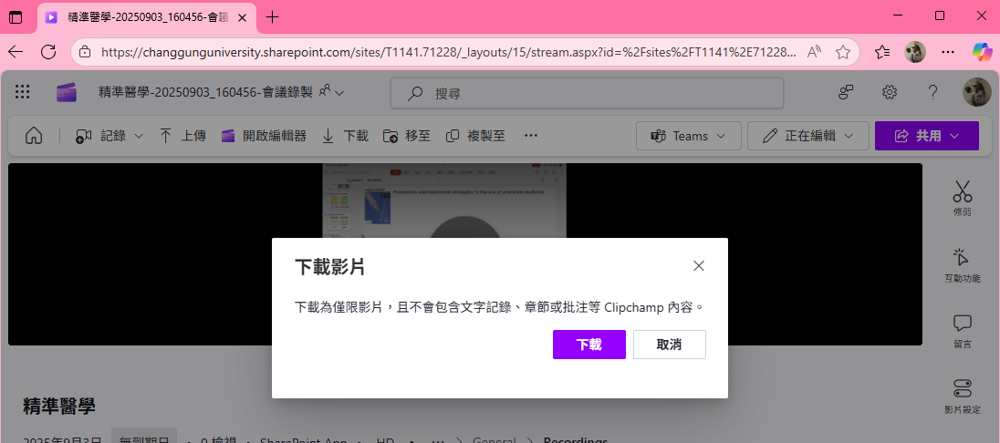 精準醫學-20250903_160456-會議
https://changgunguniversity.sharepoint.com/sites/T1141.71228/_layouts/15/stream.aspx?id=%2Fsites%2FT1141%2E71228...
精準醫學-20250903_160456-會議錄製
搜尋
記錄 上傳 開啟編輯器 下載 移至 複製至 ... Teams 正在編輯 共用
Prevention and treatment strategies in the era of precision medicine
修剪
下載影片
互動功能
下載為僅限影片，且不會包含文字記錄、章節或批注等 Clipchamp 內容。
下載 取消
留言
精準醫學
影片設定
2025年9月3日 無到期日 • 0 檢視 • SharePoint App • HD • ... > General > Recordings